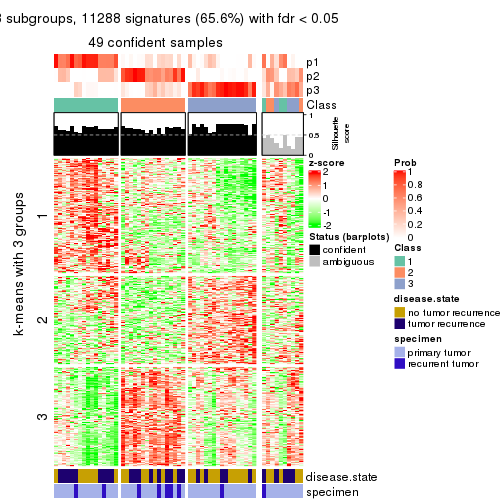 3 subgroups, 11288 signatures (65.6%) with fdr < 0.05
49 confident samples
p1
p2
p3
Class
1
0.5
0
Silhouette
score
k-means with 3 groups
1
2
3
disease.state
specimen
z-score
2
1
0
-1
-2
Status (barplots)
confident
ambiguous
Prob
1
0.8
0.6
0.4
0.2
0
Class
1
2
3
disease.state
no tumor recurrence
tumor recurrence
specimen
primary tumor
recurrent tumor